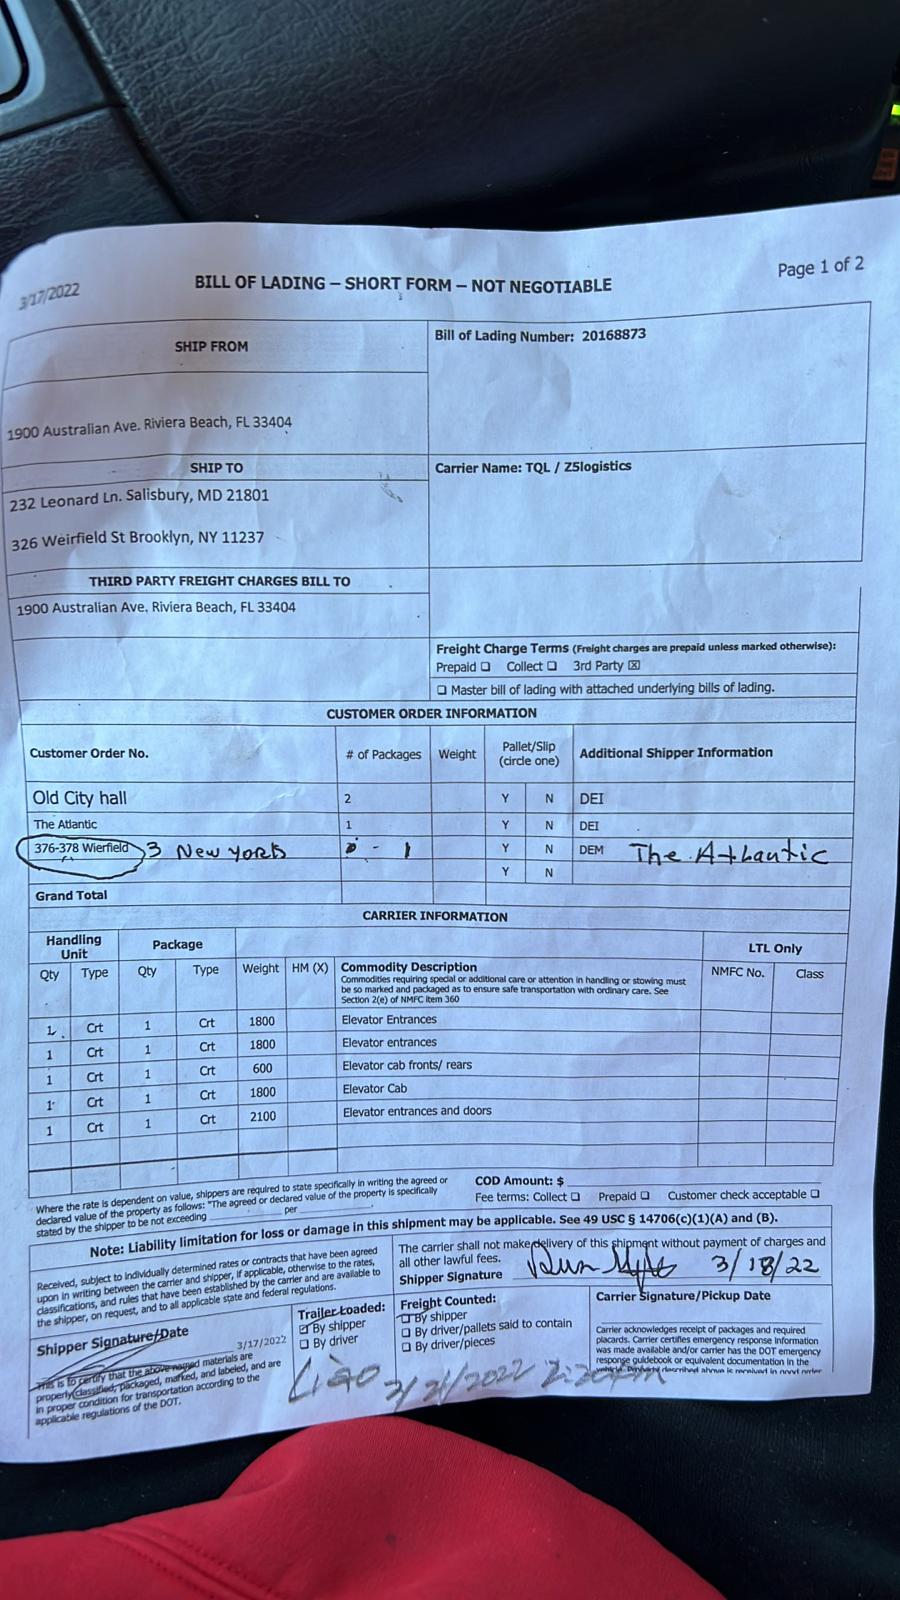 3/17/2022
BILL OF LADING – SHORT FORM – NOT NEGOTIABLE
Page 1 of 2
SHIP FROM
Bill of Lading Number: 20168873
1900 Australian Ave. Riviera Beach, FL 33404
SHIP TO
Carrier Name: TQL / Z5logistics
232 Leonard Ln. Salisbury, MD 21801
326 Weirfield St Brooklyn, NY 11237
THIRD PARTY FREIGHT CHARGES BILL TO
1900 Australian Ave. Riviera Beach, FL 33404
Freight Charge Terms (Freight charges are prepaid unless marked otherwise):
Prepaid ☐ Collect ☐ 3rd Party ☒
☐ Master bill of lading with attached underlying bills of lading.
CUSTOMER ORDER INFORMATION
Customer Order No. # of Packages Weight Pallet/Slip (circle one) Additional Shipper Information
Old City hall 2 Y N DEI
The Atlantic 1 Y N DEI
376-378 Wierfield 3 New york - 1 Y N DEM The Atlantic
Y N
Grand Total
CARRIER INFORMATION
Handling Unit Package LTL Only
Qty Type Qty Type Weight HM (X) Commodity Description NMFC No. Class
Commodities requiring special or additional care or attention in handling or stowing must
be so marked and packaged as to ensure safe transportation with ordinary care. See
Section 2(e) of NMFC item 360
1 Crt 1 Crt 1800 Elevator Entrances
1 Crt 1 Crt 1800 Elevator entrances
1 Crt 1 Crt 600 Elevator cab fronts/ rears
1 Crt 1 Crt 1800 Elevator Cab
1 Crt 1 Crt 2100 Elevator entrances and doors
Where the rate is dependent on value, shippers are required to state specifically in writing the agreed or
declared value of the property as follows: "The agreed or declared value of the property is specifically
stated by the shipper to be not exceeding ____ per ____.
COD Amount: $
Fee terms: Collect ☐ Prepaid ☐ Customer check acceptable ☐
Note: Liability limitation for loss or damage in this shipment may be applicable. See 49 USC § 14706(c)(1)(A) and (B).
Received, subject to individually determined rates or contracts that have been agreed
upon in writing between the carrier and shipper, if applicable, otherwise to the rates,
classifications, and rules that have been established by the carrier and are available to
the shipper, on request, and to all applicable state and federal regulations.
The carrier shall not make delivery of this shipment without payment of charges and
all other lawful fees.
Shipper Signature 3/18/22
Shipper Signature/Date
3/17/2022
This is to certify that the above named materials are
properly classified, packaged, marked, and labeled, and are
in proper condition for transportation according to the
applicable regulations of the DOT.
Trailer Loaded:
☑ By shipper
☐ By driver
Freight Counted:
☐ By shipper
☐ By driver/pallets said to contain
☐ By driver/pieces
Carrier Signature/Pickup Date
Carrier acknowledges receipt of packages and required
placards. Carrier certifies emergency response information
was made available and/or carrier has the DOT emergency
response guidebook or equivalent documentation in the
vehicle. Property described above is received in good order
Liao 3/21/2022 2:20pm